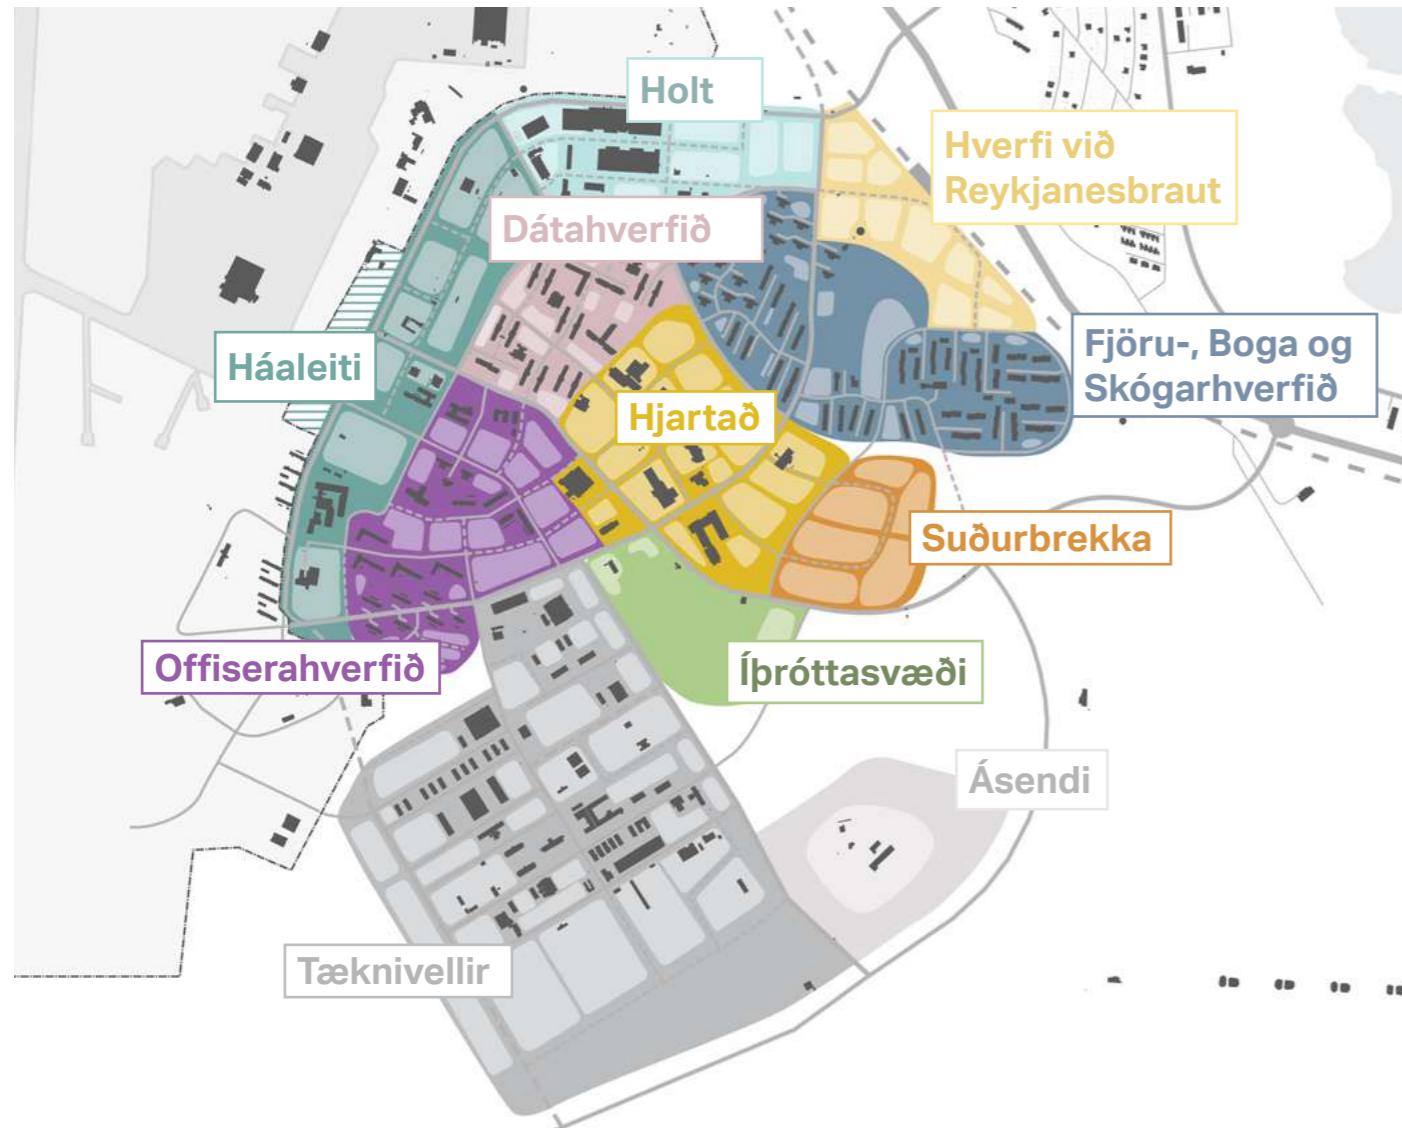 Holt
Hverfi við
Reykjanesbraut
Dátahverfið
Háaleiti
Fjöru-, Boga og
Skógarhverfið
Hjartað
Suðurbrekka
Offiserahverfið
Íþróttasvæði
Ásendi
Tæknivellir